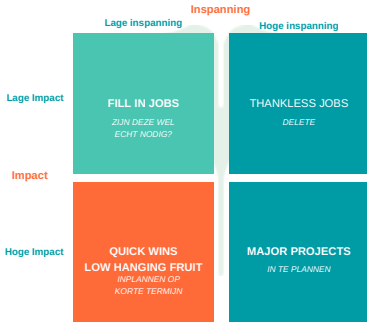 Inspanning
Lage inspanning
Hoge inspanning
Lage Impact
FILL IN JOBS
ZIJN DEZE WEL
ECHT NODIG?
THANKLESS JOBS
DELETE
Impact
Hoge Impact
QUICK WINS
LOW HANGING FRUIT
INPLANNEN OP
KORTE TERMIJN
MAJOR PROJECTS
IN TE PLANNEN